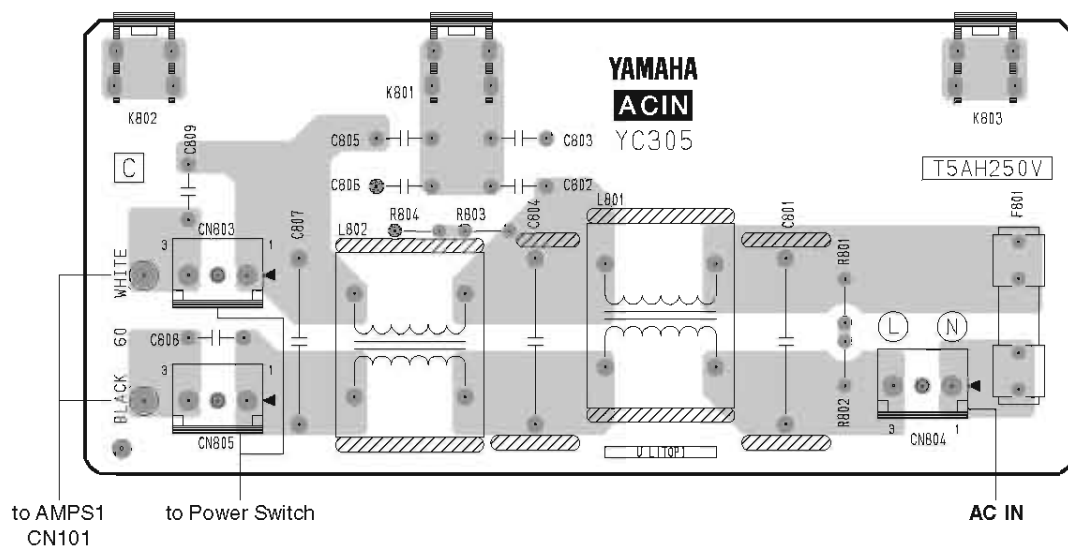 K802
K801
K803
YAMAHA
ACIN
YC305
C
C809
C805
C803
C806
C802
T5AH250V
F801
R804
R803
C804
L801
L802
C807
C801
R801
CN803
3
1
WHITE
L
N
60
C808
3
1
BLACK
CN805
R802
3
1
CN804
to AMPS1
CN101
to Power Switch
AC IN